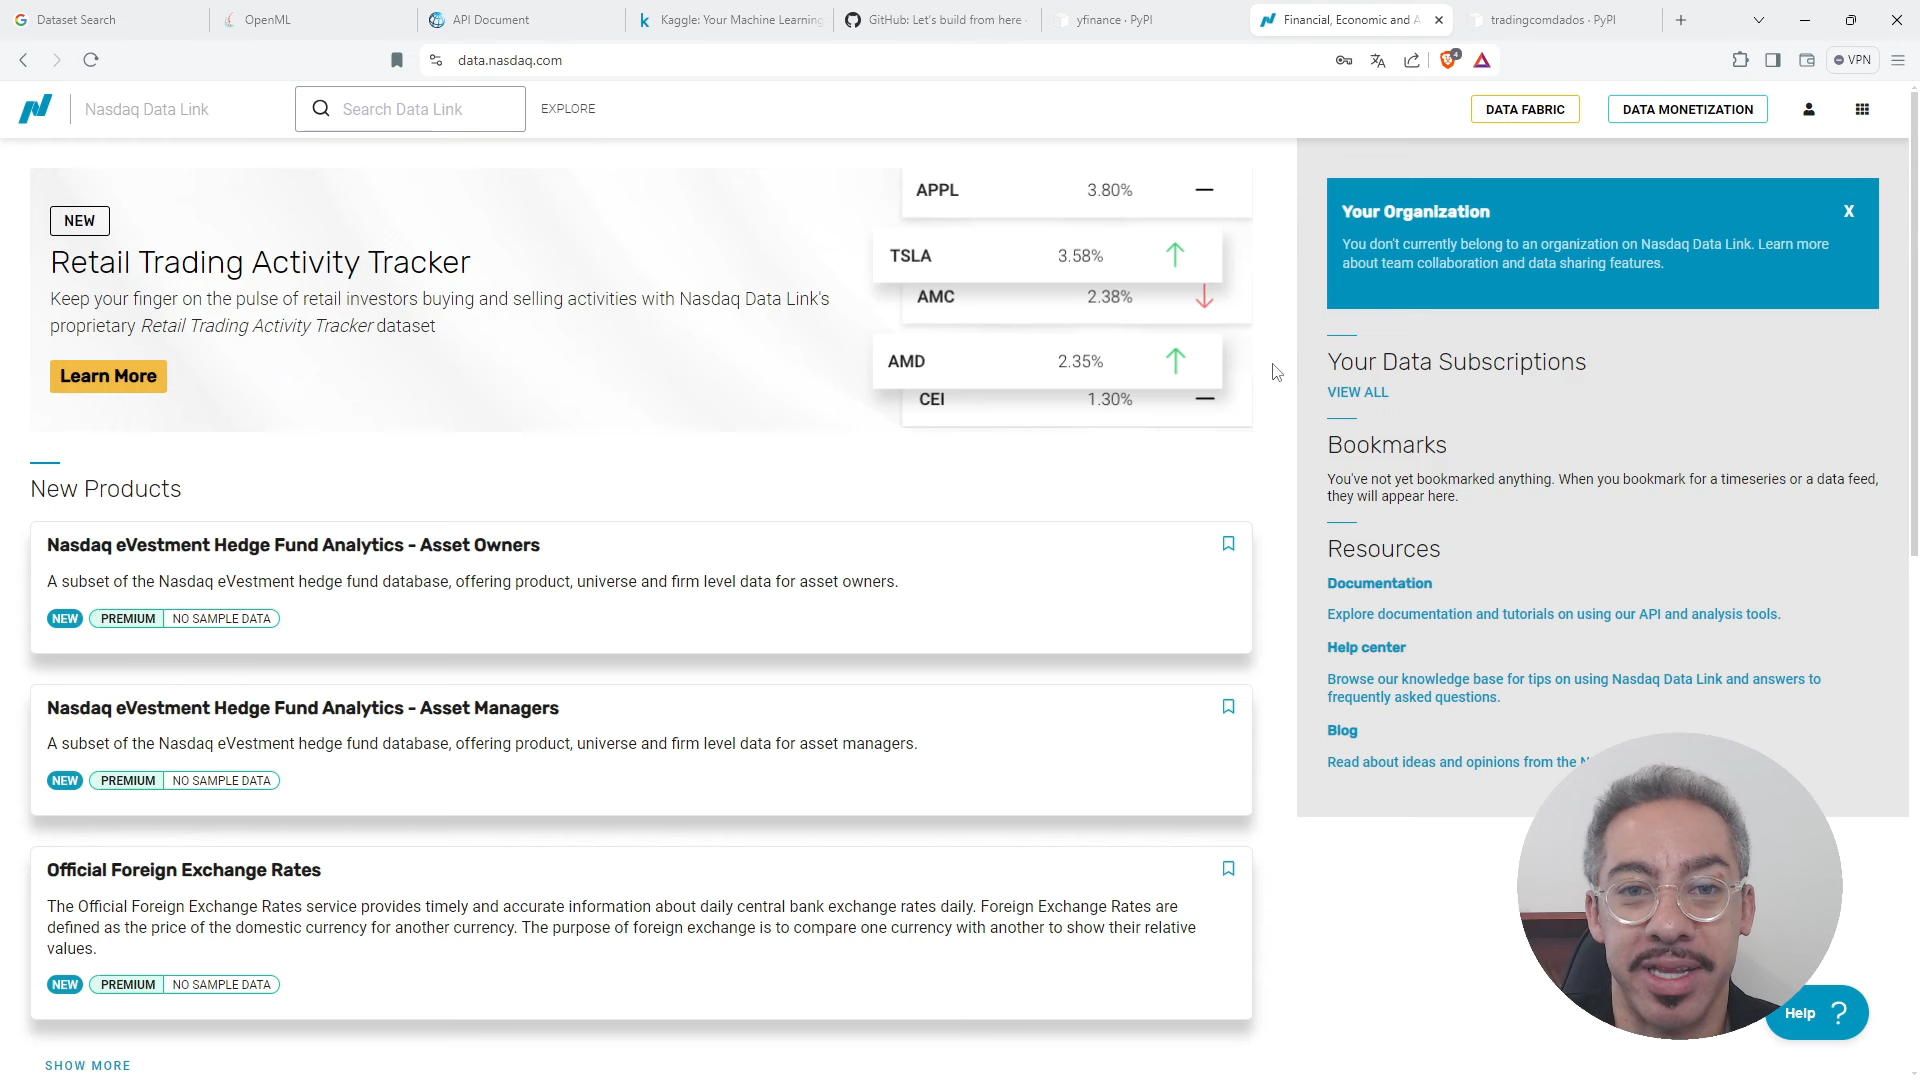 Dataset Search
OpenML
API Document
Kaggle: Your Machine Learning
GitHub: Let's build from here ·
yfinance · PyPI
Financial, Economic and A
tradingcomdados · PyPI
data.nasdaq.com
4
VPN
Nasdaq Data Link
Search Data Link
EXPLORE
DATA FABRIC
DATA MONETIZATION
NEW
Retail Trading Activity Tracker
Keep your finger on the pulse of retail investors buying and selling activities with Nasdaq Data Link's
proprietary Retail Trading Activity Tracker dataset
Learn More
APPL 3.80%
TSLA 3.58%
AMC 2.38%
AMD 2.35%
CEI 1.30%
New Products
Nasdaq eVestment Hedge Fund Analytics - Asset Owners
A subset of the Nasdaq eVestment hedge fund database, offering product, universe and firm level data for asset owners.
NEW PREMIUM NO SAMPLE DATA
Nasdaq eVestment Hedge Fund Analytics - Asset Managers
A subset of the Nasdaq eVestment hedge fund database, offering product, universe and firm level data for asset managers.
NEW PREMIUM NO SAMPLE DATA
Official Foreign Exchange Rates
The Official Foreign Exchange Rates service provides timely and accurate information about daily central bank exchange rates daily. Foreign Exchange Rates are
defined as the price of the domestic currency for another currency. The purpose of foreign exchange is to compare one currency with another to show their relative
values.
NEW PREMIUM NO SAMPLE DATA
SHOW MORE
Your Organization X
You don't currently belong to an organization on Nasdaq Data Link. Learn more
about team collaboration and data sharing features.
Your Data Subscriptions
VIEW ALL
Bookmarks
You've not yet bookmarked anything. When you bookmark for a timeseries or a data feed,
they will appear here.
Resources
Documentation
Explore documentation and tutorials on using our API and analysis tools.
Help center
Browse our knowledge base for tips on using Nasdaq Data Link and answers to
frequently asked questions.
Blog
Read about ideas and opinions from the
Help ?